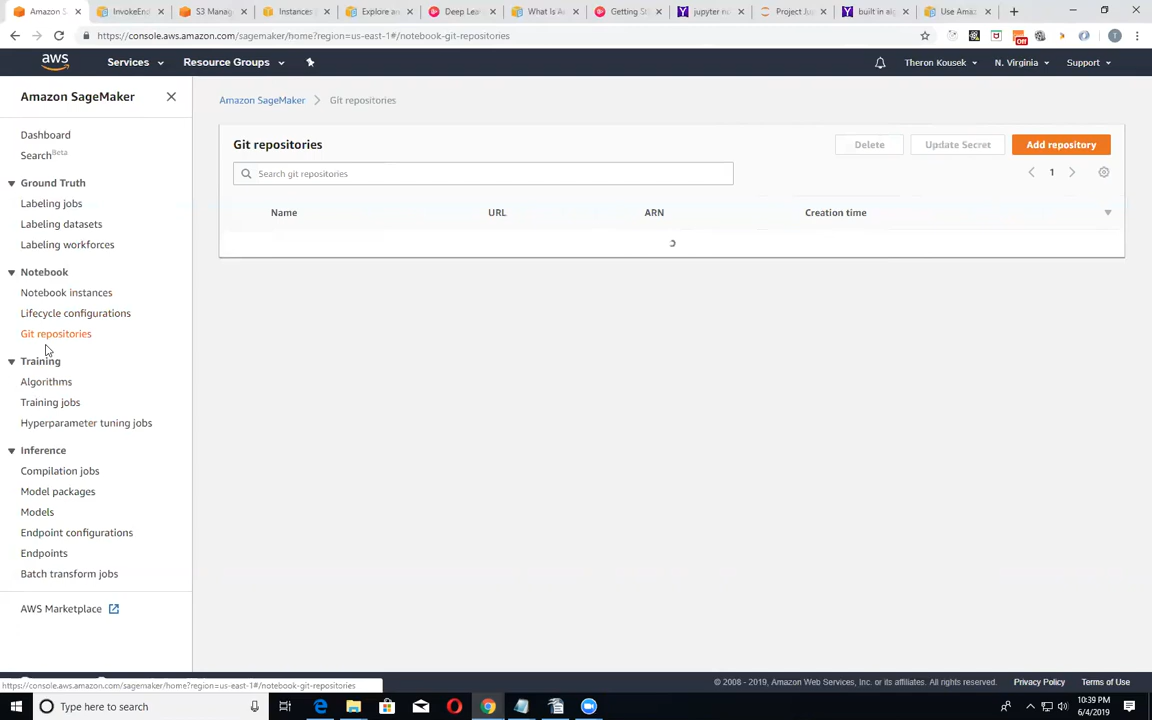 Amazon S
InvokeEnd
S3 Manag
Instances
Explore an
Deep Lear
What Is A
Getting St
jupyter no
Project Ju
built in alg
Use Amaz
https://console.aws.amazon.com/sagemaker/home?region=us-east-1#/notebook-git-repositories
Off
T
aws
Services
Resource Groups
Theron Kousek
N. Virginia
Support
Amazon SageMaker
Amazon SageMaker
Git repositories
Dashboard
Search Beta
Ground Truth
Labeling jobs
Labeling datasets
Labeling workforces
Notebook
Notebook instances
Lifecycle configurations
Git repositories
Training
Algorithms
Training jobs
Hyperparameter tuning jobs
Inference
Compilation jobs
Model packages
Models
Endpoint configurations
Endpoints
Batch transform jobs
AWS Marketplace
Git repositories
Delete
Update Secret
Add repository
Search git repositories
1
Name
URL
ARN
Creation time
https://console.aws.amazon.com/sagemaker/home?region=us-east-1#/notebook-git-repositories
© 2008 - 2019, Amazon Web Services, Inc. or its affiliates. All rights reserved.
Privacy Policy
Terms of Use
Type here to search
10:39 PM
6/4/2019